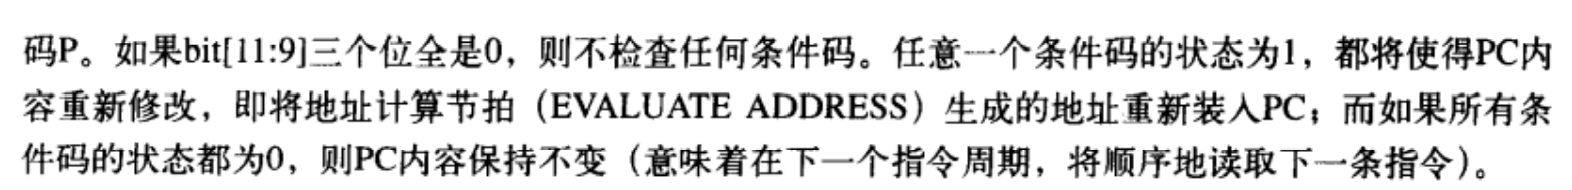 码P。如果bit[11:9]三个位全是0，则不检查任何条件码。任意一个条件码的状态为1，都将使得PC内
容重新修改，即将地址计算节拍（EVALUATE ADDRESS）生成的地址重新装入PC；而如果所有条
件码的状态都为0，则PC内容保持不变（意味着在下一个指令周期，将顺序地读取下一条指令）。